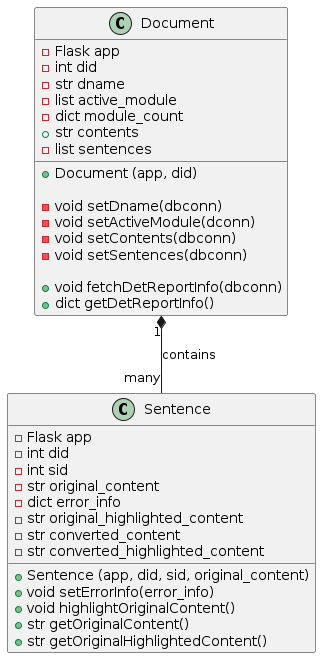 C Document
Flask app
int did
str dname
list active_module
dict module_count
str contents
list sentences
Document (app, did)
void setDname(dbconn)
void setActiveModule(dconn)
void setContents(dbconn)
void setSentences(dbconn)
void fetchDetReportInfo(dbconn)
dict getDetReportInfo()
1
contains
many
C Sentence
Flask app
int did
int sid
str original_content
dict error_info
str original_highlighted_content
str converted_content
str converted_highlighted_content
Sentence (app, did, sid, original_content)
void setErrorInfo(error_info)
void highlightOriginalContent()
str getOriginalContent()
str getOriginalHighlightedContent()